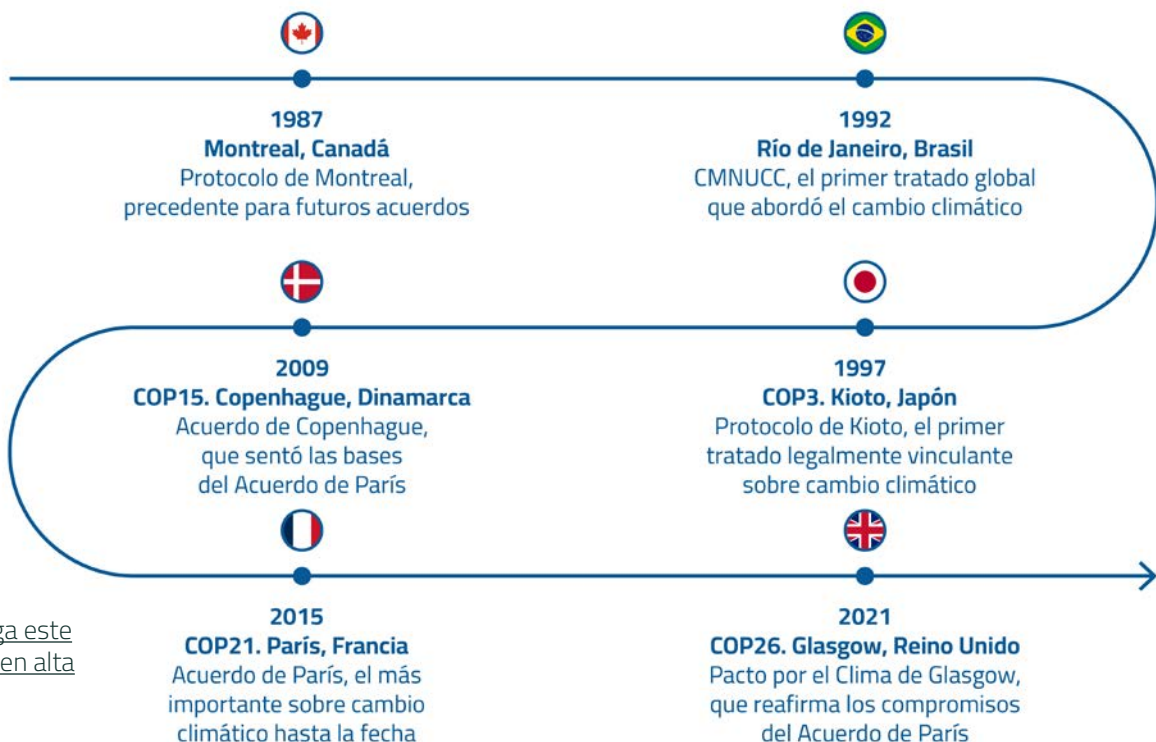 1987
Montreal, Canadá
Protocolo de Montreal,
precedente para futuros acuerdos
1992
Río de Janeiro, Brasil
CMNUCC, el primer tratado global
que abordó el cambio climático
1997
COP3. Kioto, Japón
Protocolo de Kioto, el primer
tratado legalmente vinculante
sobre cambio climático
2009
COP15. Copenhague, Dinamarca
Acuerdo de Copenhague,
que sentó las bases
del Acuerdo de París
2015
COP21. París, Francia
Acuerdo de París, el más
importante sobre cambio
climático hasta la fecha
2021
COP26. Glasgow, Reino Unido
Pacto por el Clima de Glasgow,
que reafirma los compromisos
del Acuerdo de París
este
en alta